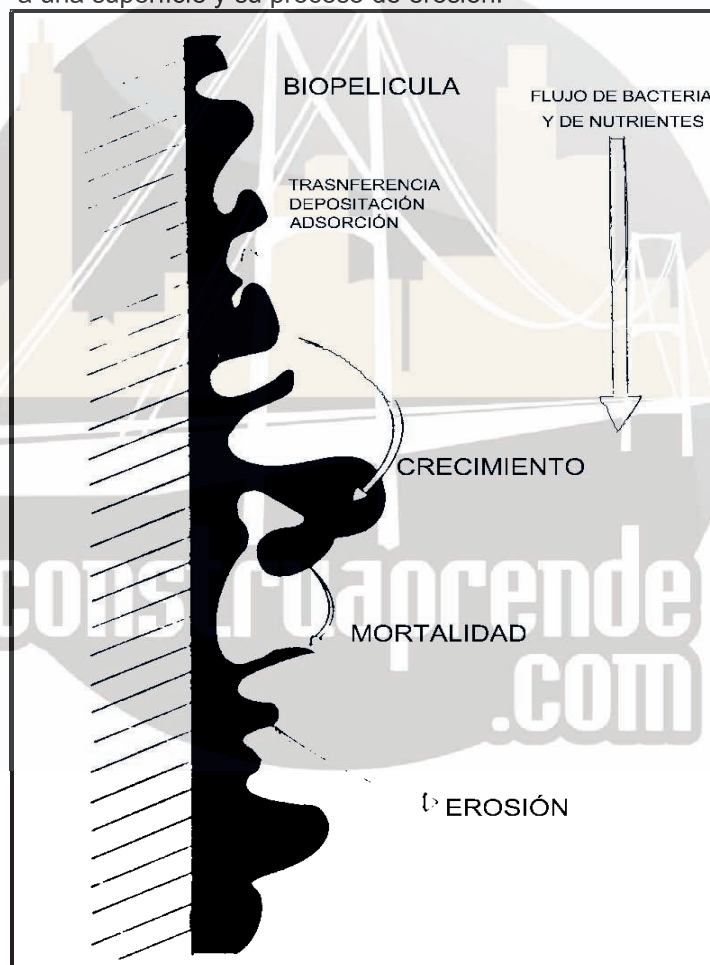 a una superficie y su proceso de erosión.
BIOPELICULA
FLUJO DE BACTERIA
Y DE NUTRIENTES
TRASNFERENCIA
DEPOSITACIÓN
ADSORCIÓN
CRECIMIENTO
construaprende
.com
MORTALIDAD
EROSIÓN